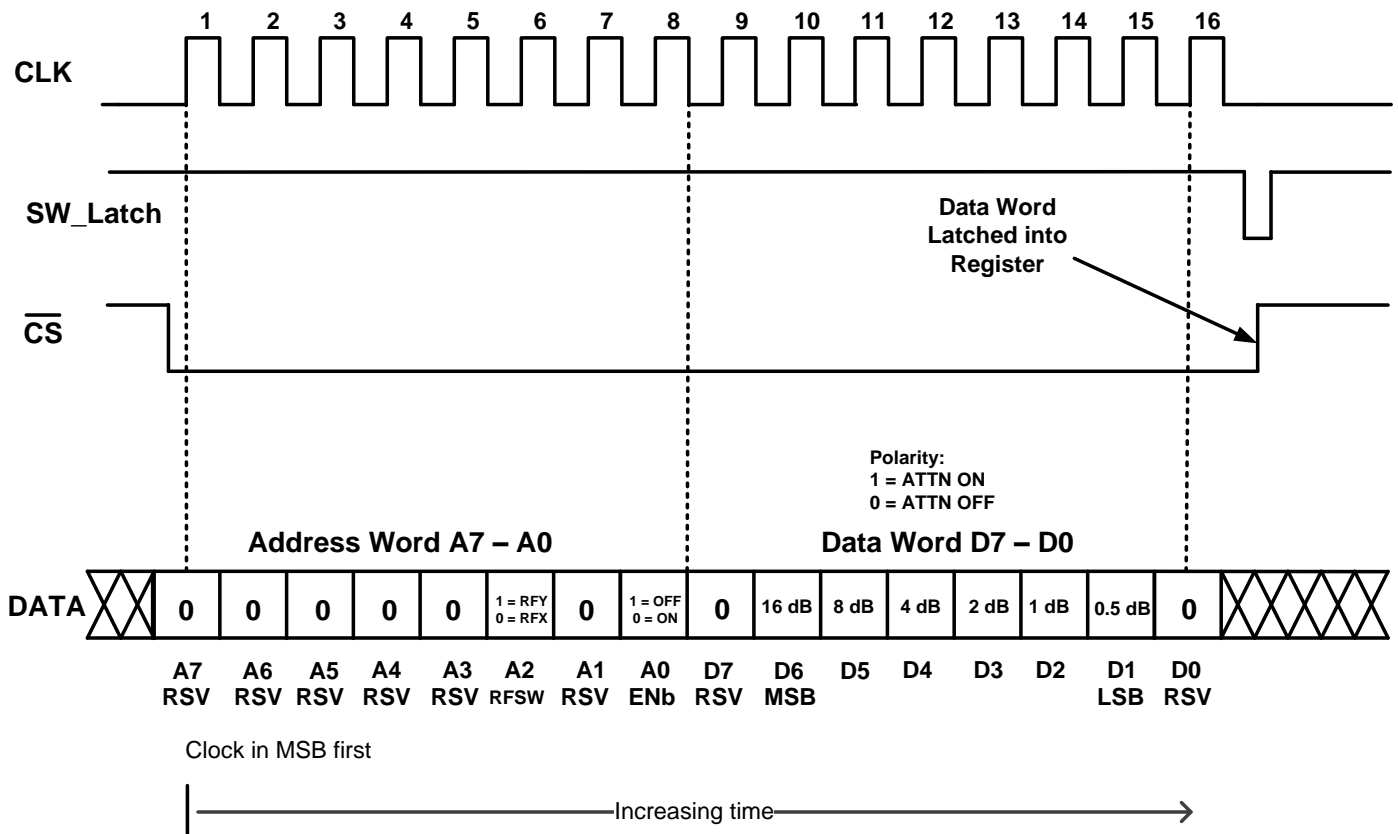 1 2 3 4 5 6 7 8 9 10 11 12 13 14 15 16
CLK
SW_Latch
Data Word
Latched into
Register
CS
Polarity:
1 = ATTN ON
0 = ATTN OFF
Address Word A7 – A0
Data Word D7 – D0
DATA
0 0 0 0 0 1 = RFY 0 = RFX 0 1 = OFF 0 = ON 0 16 dB 8 dB 4 dB 2 dB 1 dB 0.5 dB 0
A7 A6 A5 A4 A3 A2 A1 A0 D7 D6 D5 D4 D3 D2 D1 D0
RSV RSV RSV RSV RSV RFSW RSV ENb RSV MSB LSB RSV
Clock in MSB first
Increasing time